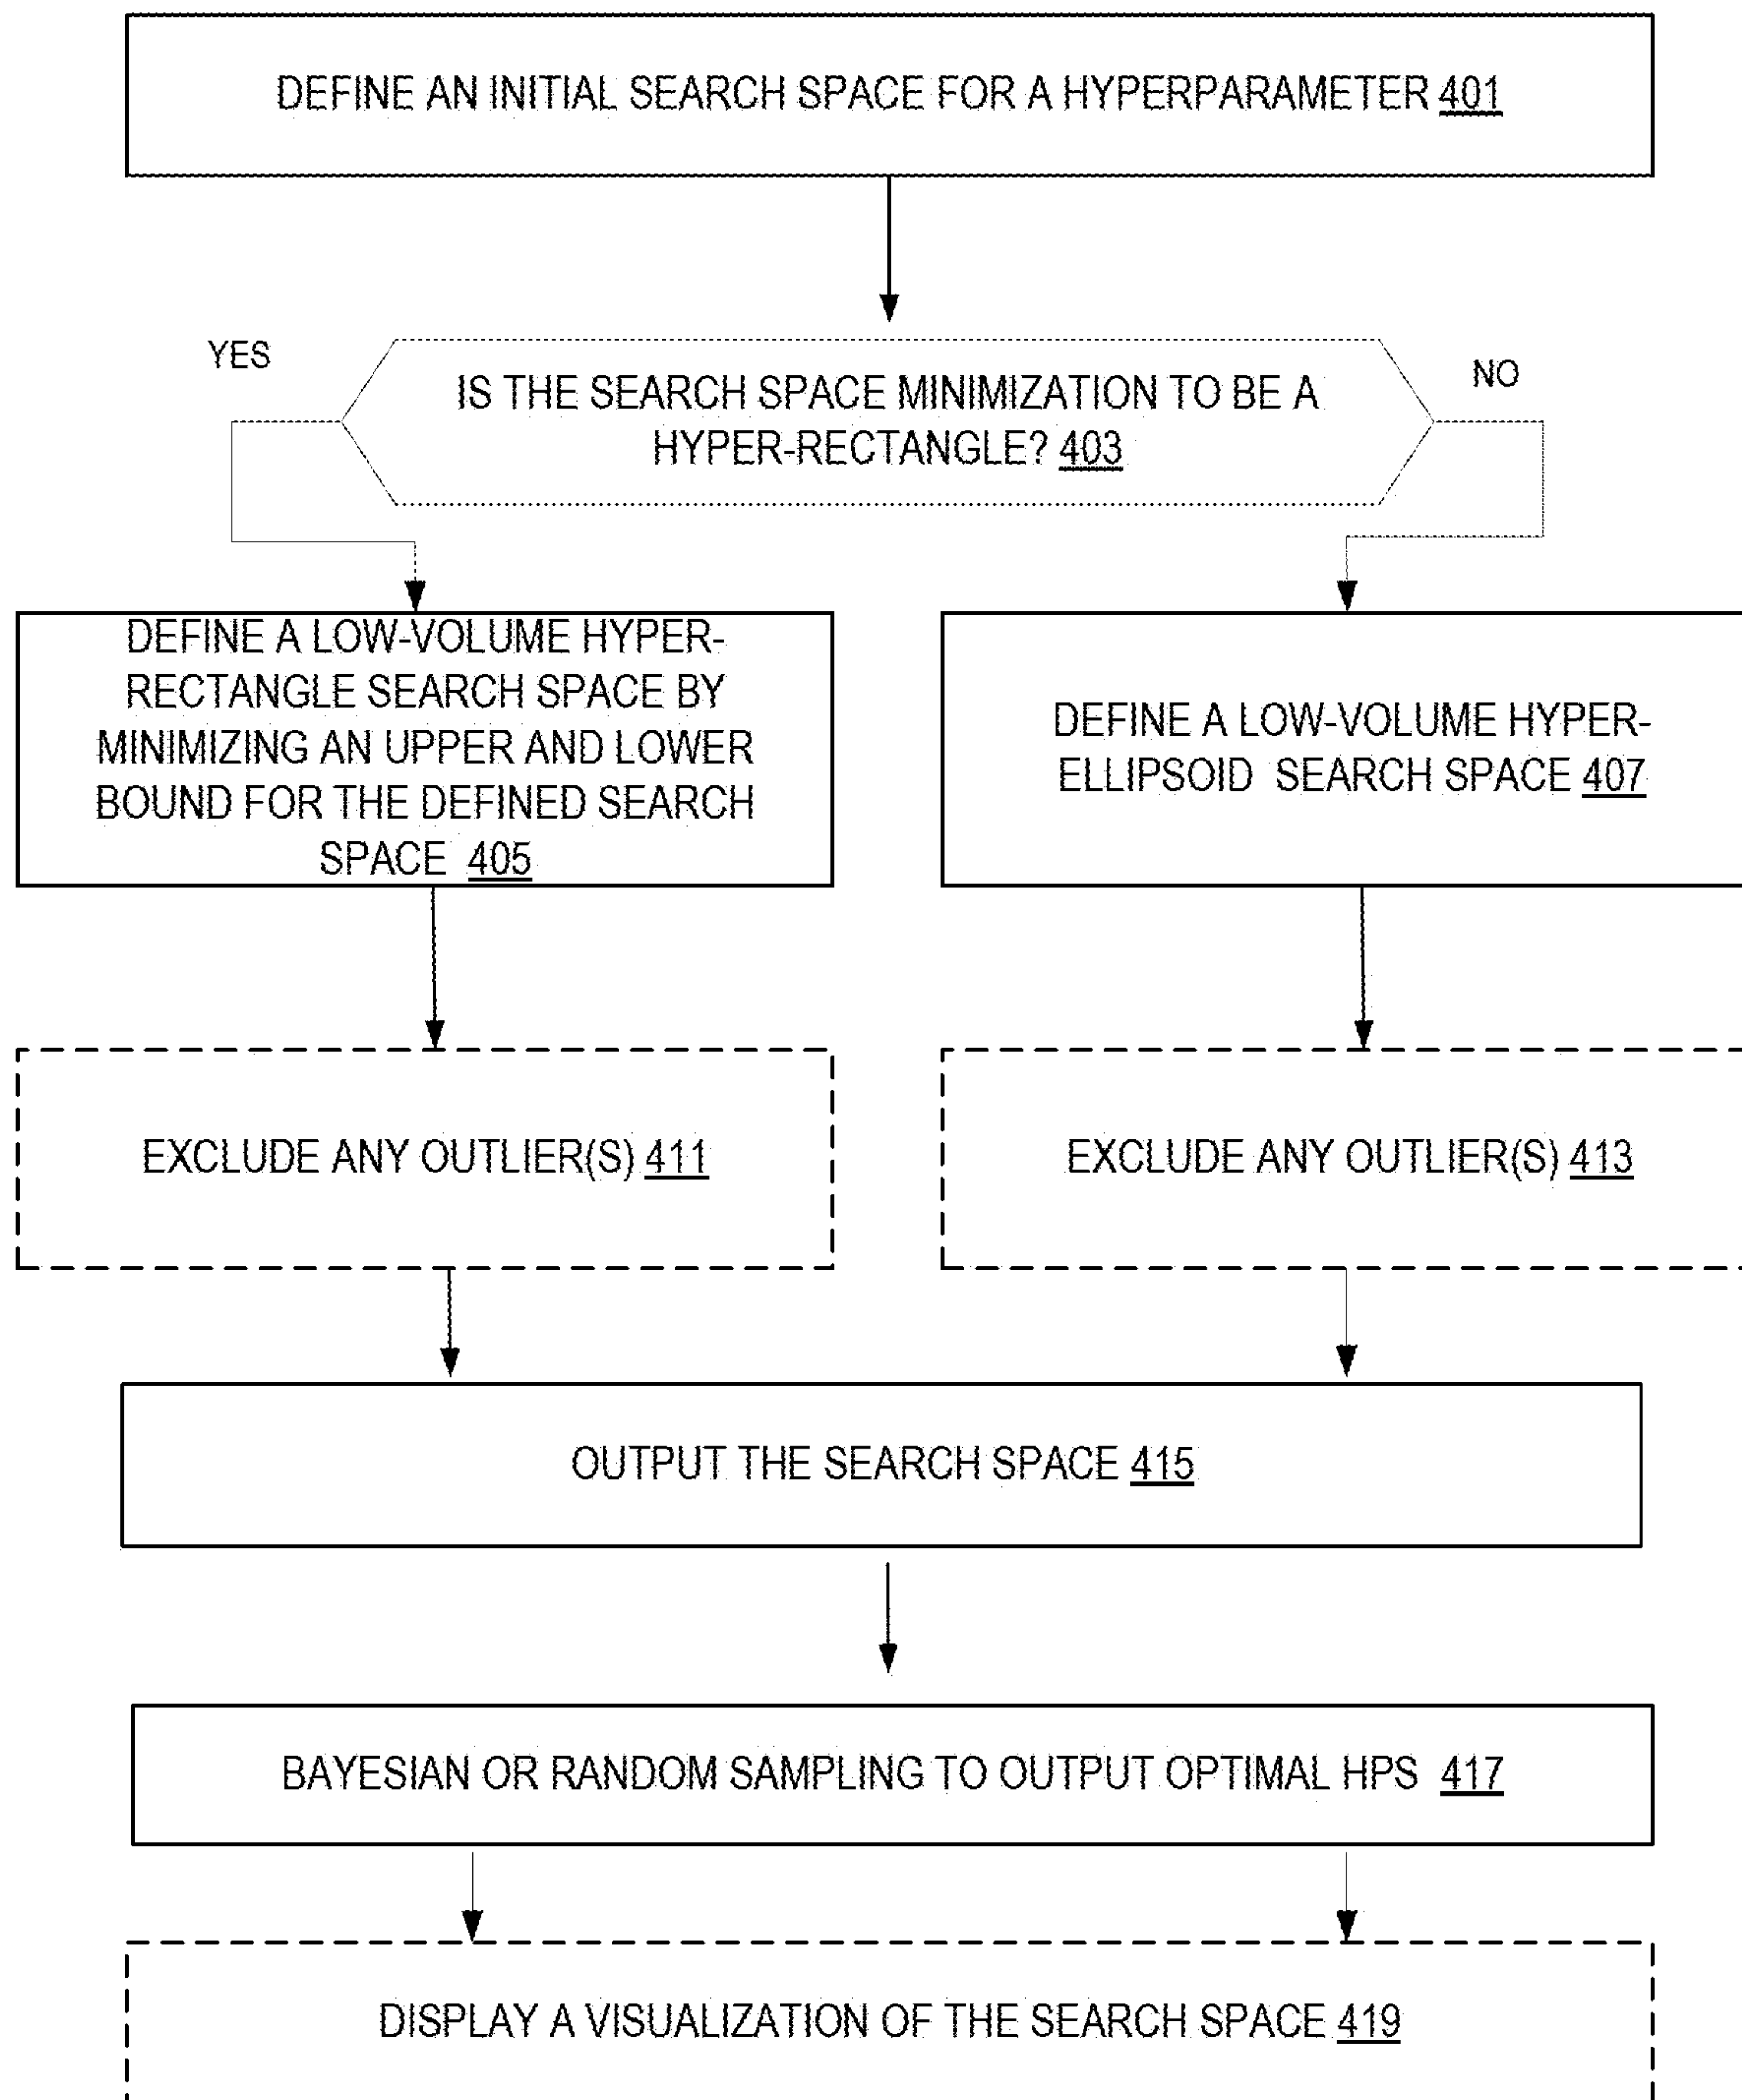 DEFINE AN INITIAL SEARCH SPACE FOR A HYPERPARAMETER 401
YES
NO
IS THE SEARCH SPACE MINIMIZATION TO BE A
HYPER-RECTANGLE? 403
DEFINE A LOW-VOLUME HYPER-
RECTANGLE SEARCH SPACE BY
MINIMIZING AN UPPER AND LOWER
BOUND FOR THE DEFINED SEARCH
SPACE 405
DEFINE A LOW-VOLUME HYPER-
ELLIPSOID SEARCH SPACE 407
EXCLUDE ANY OUTLIER(S) 411
EXCLUDE ANY OUTLIER(S) 413
OUTPUT THE SEARCH SPACE 415
BAYESIAN OR RANDOM SAMPLING TO OUTPUT OPTIMAL HPS 417
DISPLAY A VISUALIZATION OF THE SEARCH SPACE 419